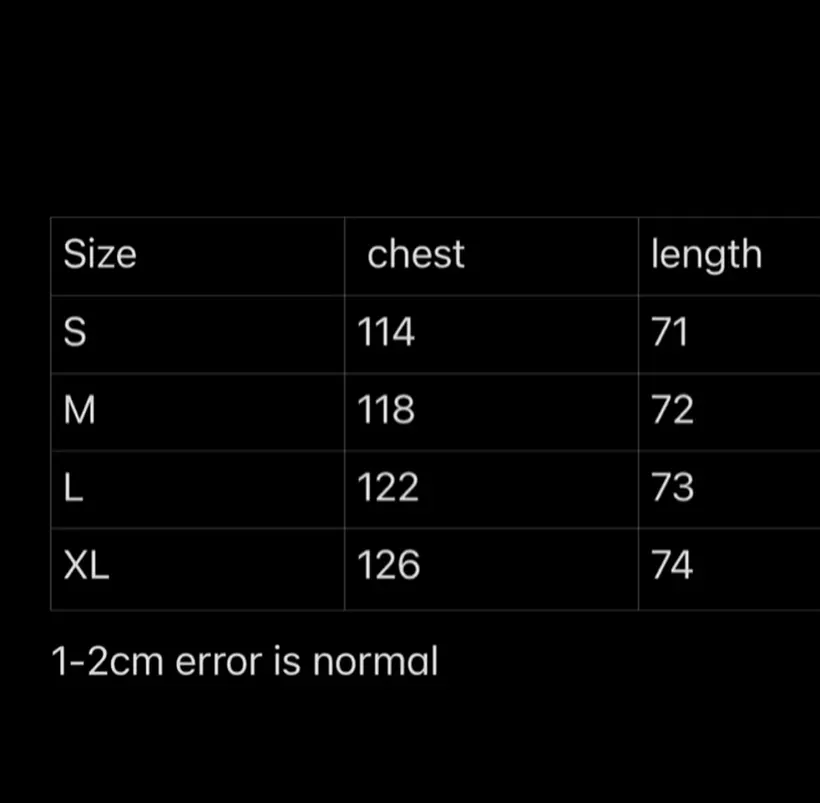 Size chest length
S 114 71
M 118 72
L 122 73
XL 126 74
1-2cm error is normal